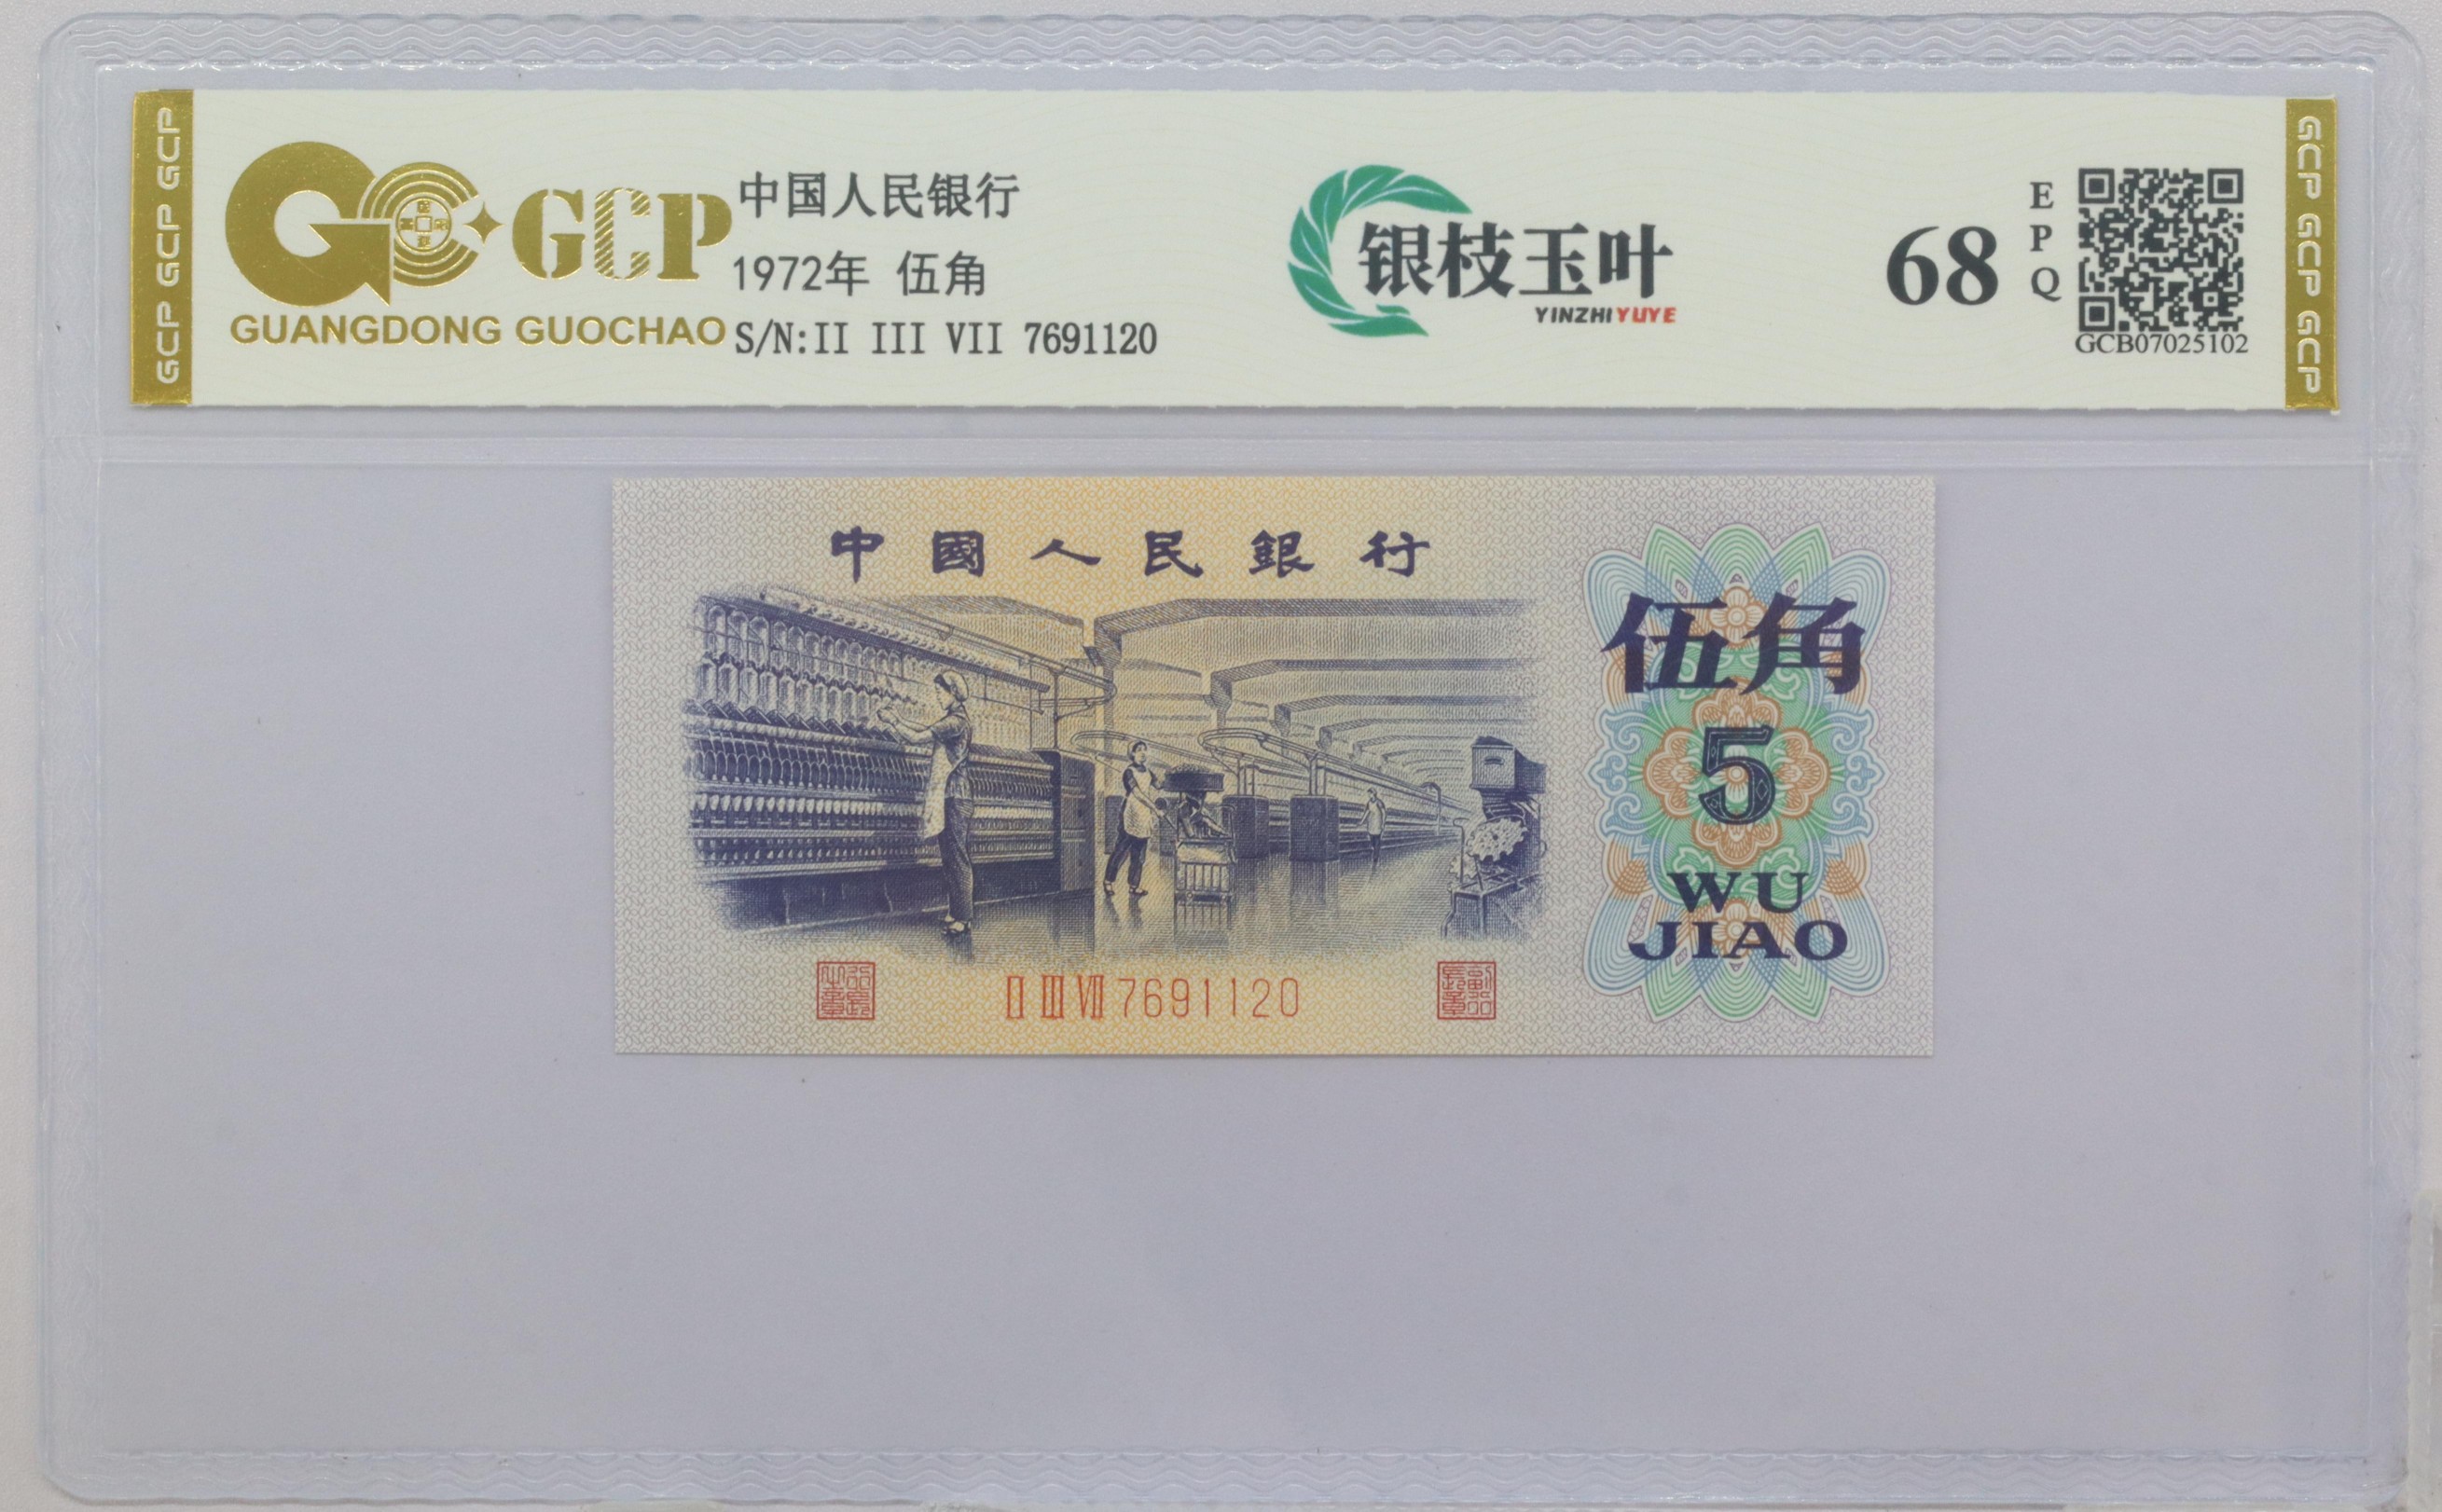 GCP GCP GCP
GCP
GUANGDONG GUOCHAO
中国人民银行
1972年 伍角
S/N:II III VII 7691120
银枝玉叶
YINZHIYUYE
68
EPQ
GCB07025102
GCP GCP GCP
中國人民銀行
伍角
5
WU
JIAO
Ⅱ Ⅲ Ⅶ 7691120